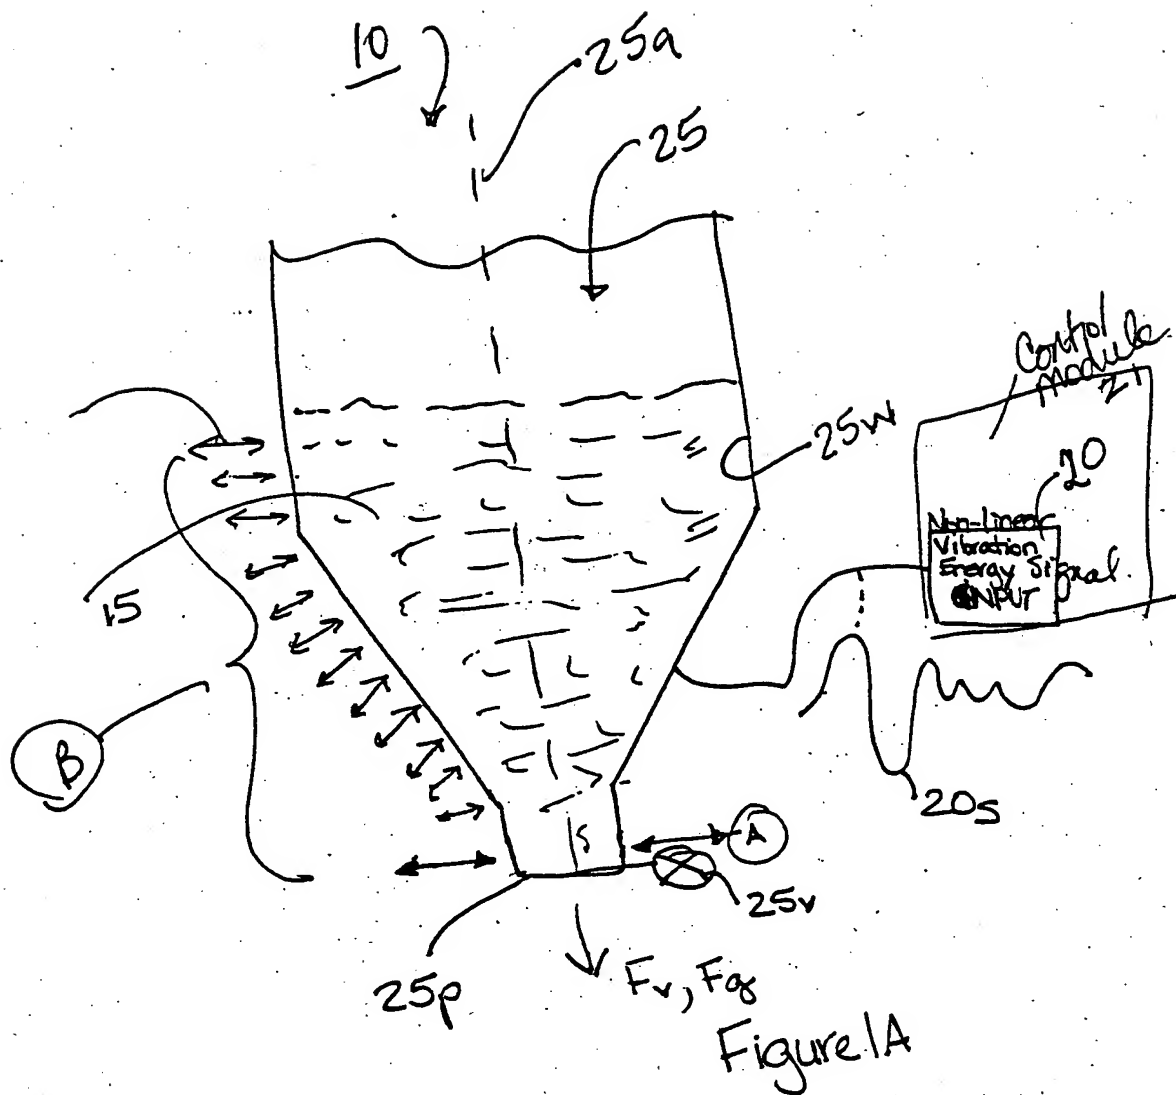 10
25a
25
Control
Module
21
25w
20
Non-linear
Vibration
Energy Signal
INPUT
15
B
20s
A
25v
25p
Fv, Fg
Figure 1A